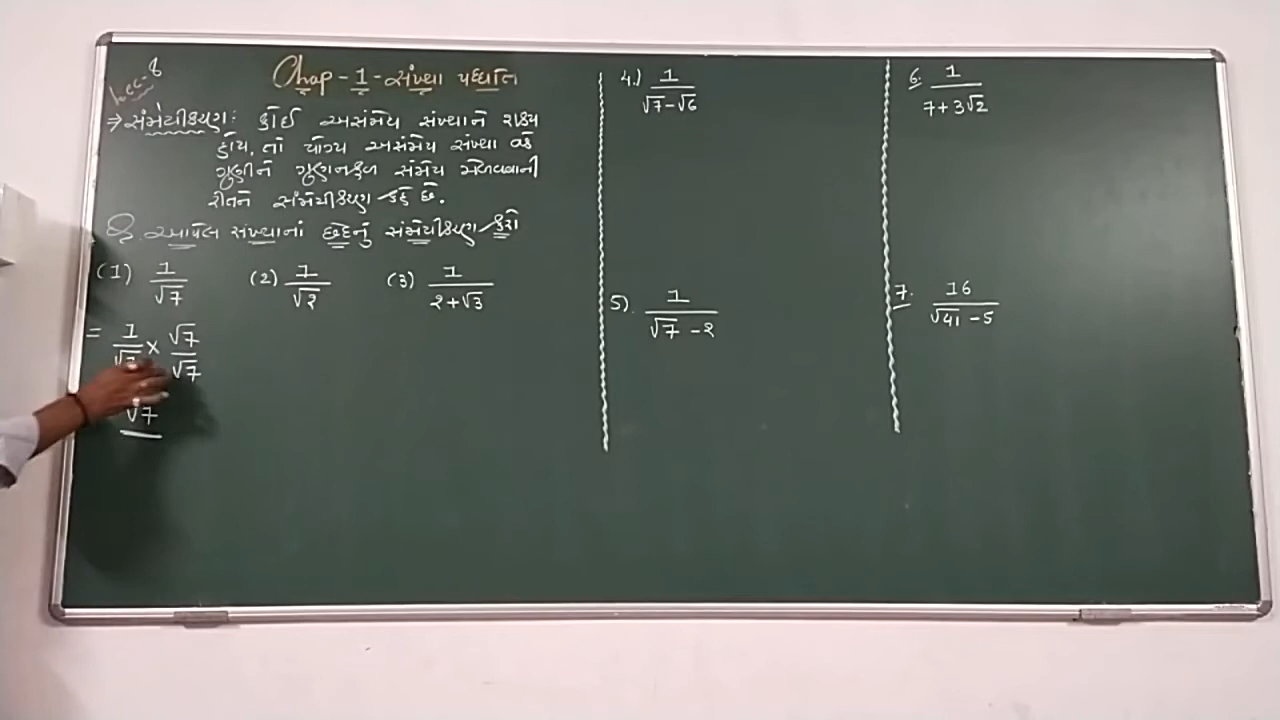 Lec-8
Chap-1-સંખ્યા પધ્ધતિ
⇒ સંમેયીકરણ: કોઈ અસંમેય સંખ્યાને શક્ય
હોય, તો યોગ્ય અસંમેય સંખ્યા વડે
ગુણીને ગુણનફળ સંમેય મેળવવાની
રીતને સંમેયીકરણ કહે છે.
આપેલ સંખ્યાનાં છેદનું સંમેયીકરણ કરો
(1) 1/√7 (2) 1/√2 (3) 1/(2+√3)
= 1/√7 × √7/√7
√7
4.) 1/(√7-√6)
5). 1/(√7-2)
6. 1/(7+3√2)
7. 16/(√41-5)